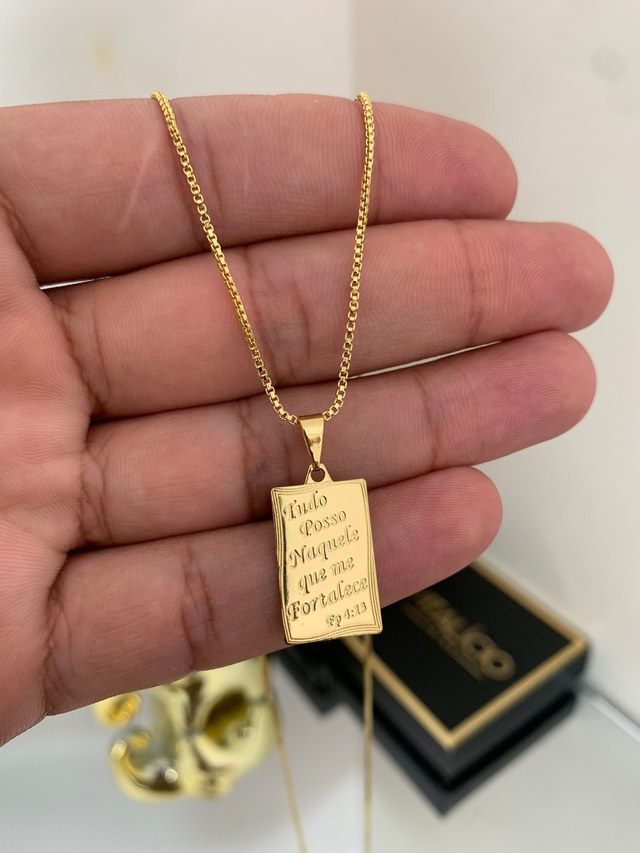 Tudo
Posso
Naquele
que me
Fortalece
Fp 4:13